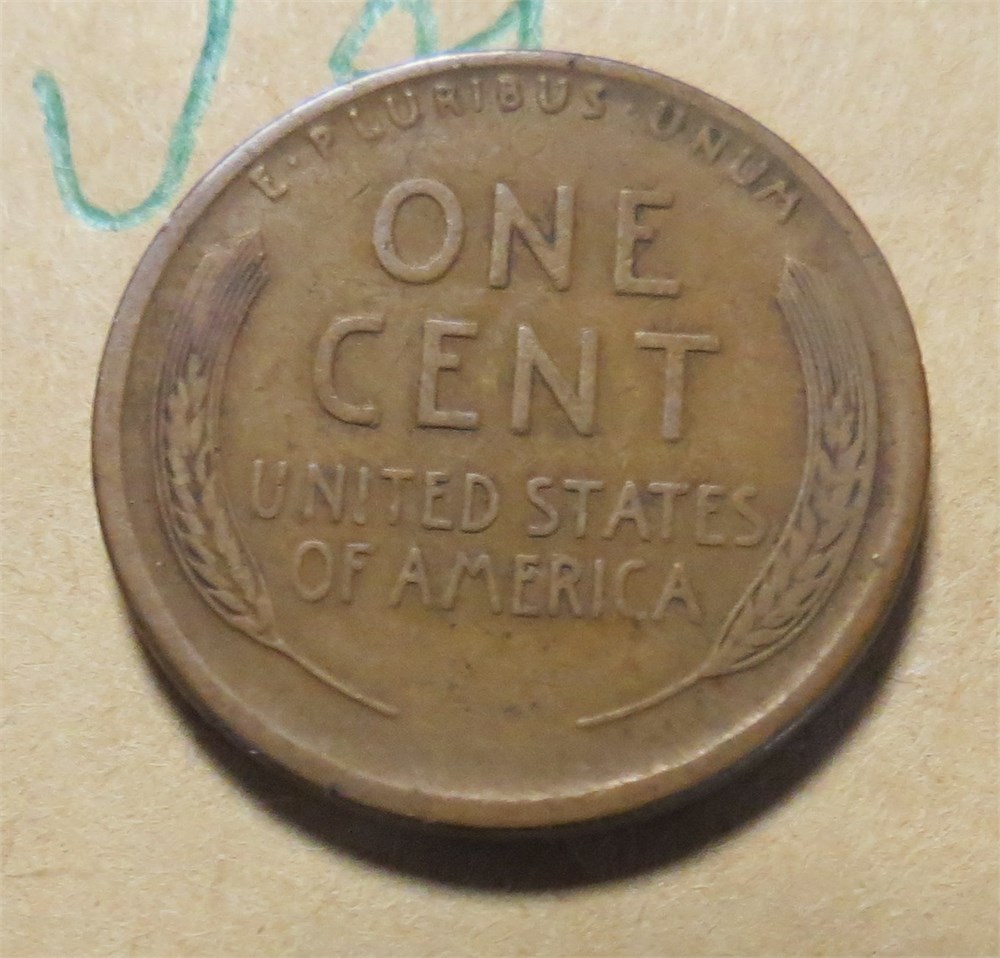 E · PLURIBUS · UNUM
ONE
CENT
UNITED STATES
OF AMERICA